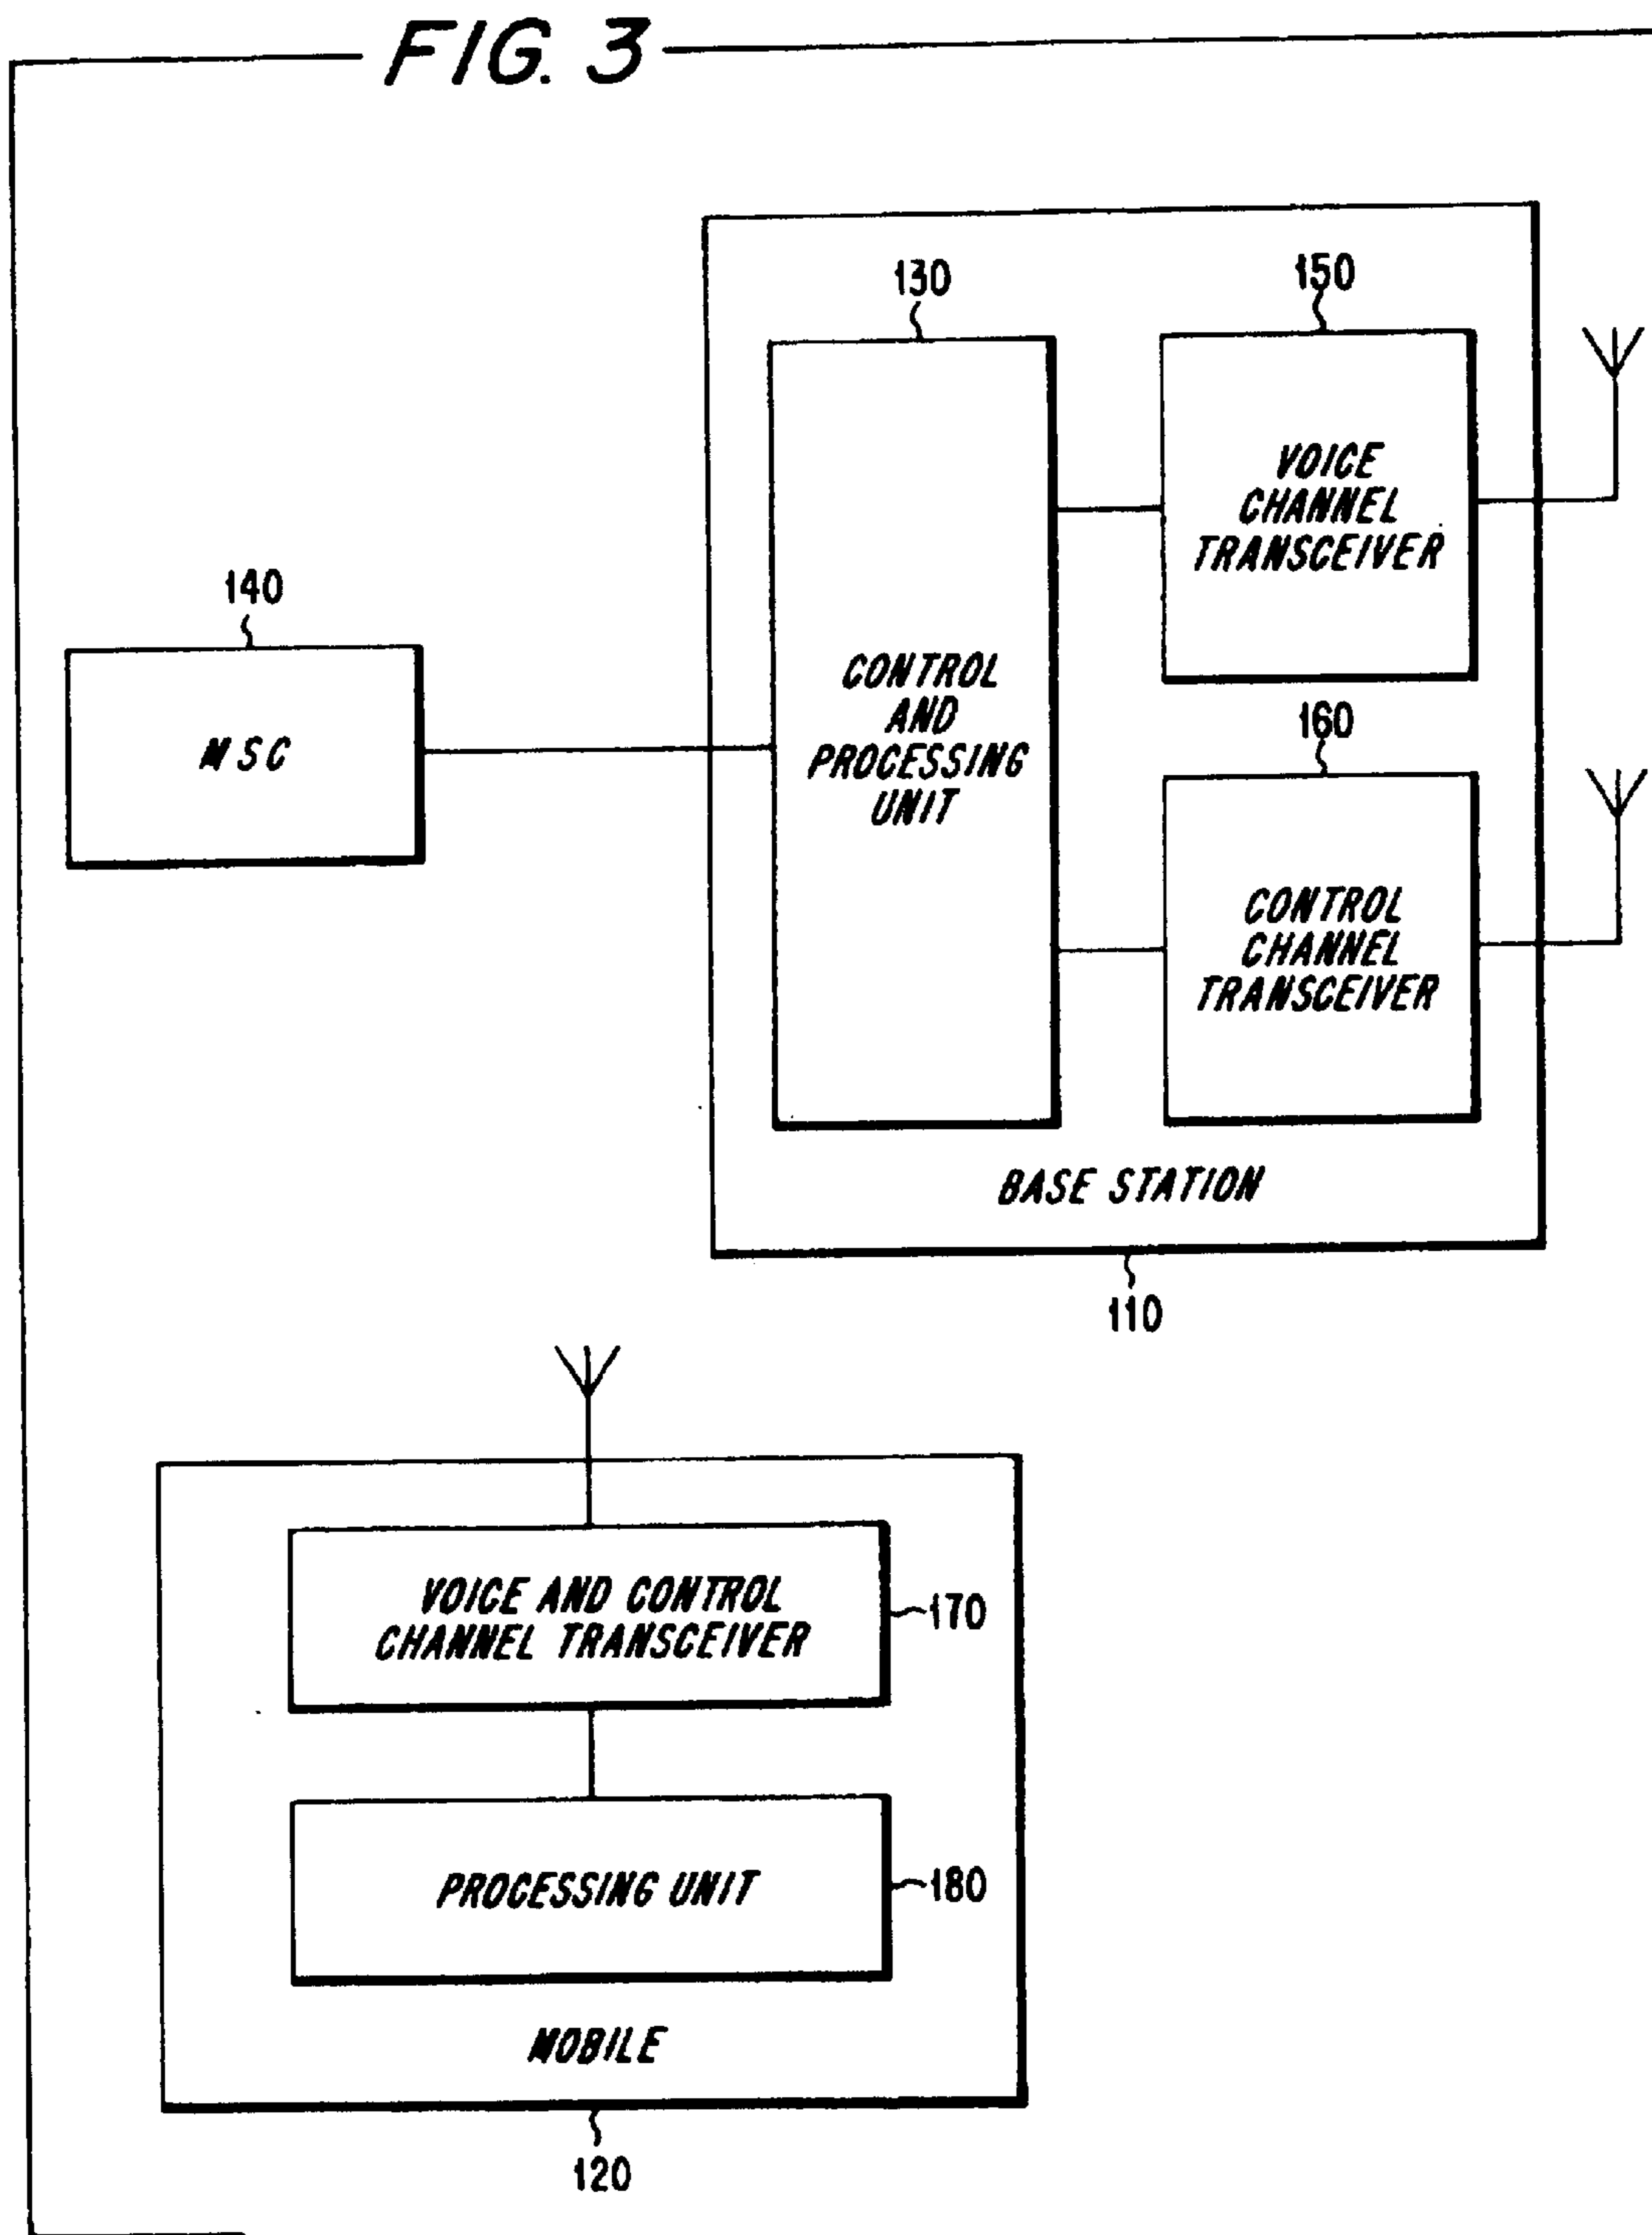 FIG. 3
130
150
VOICE
CHANNEL
TRANSCEIVER
140
MSC
CONTROL
AND
PROCESSING
UNIT
160
CONTROL
CHANNEL
TRANSCEIVER
BASE STATION
110
VOICE AND CONTROL
CHANNEL TRANSCEIVER
170
PROCESSING UNIT
180
MOBILE
120